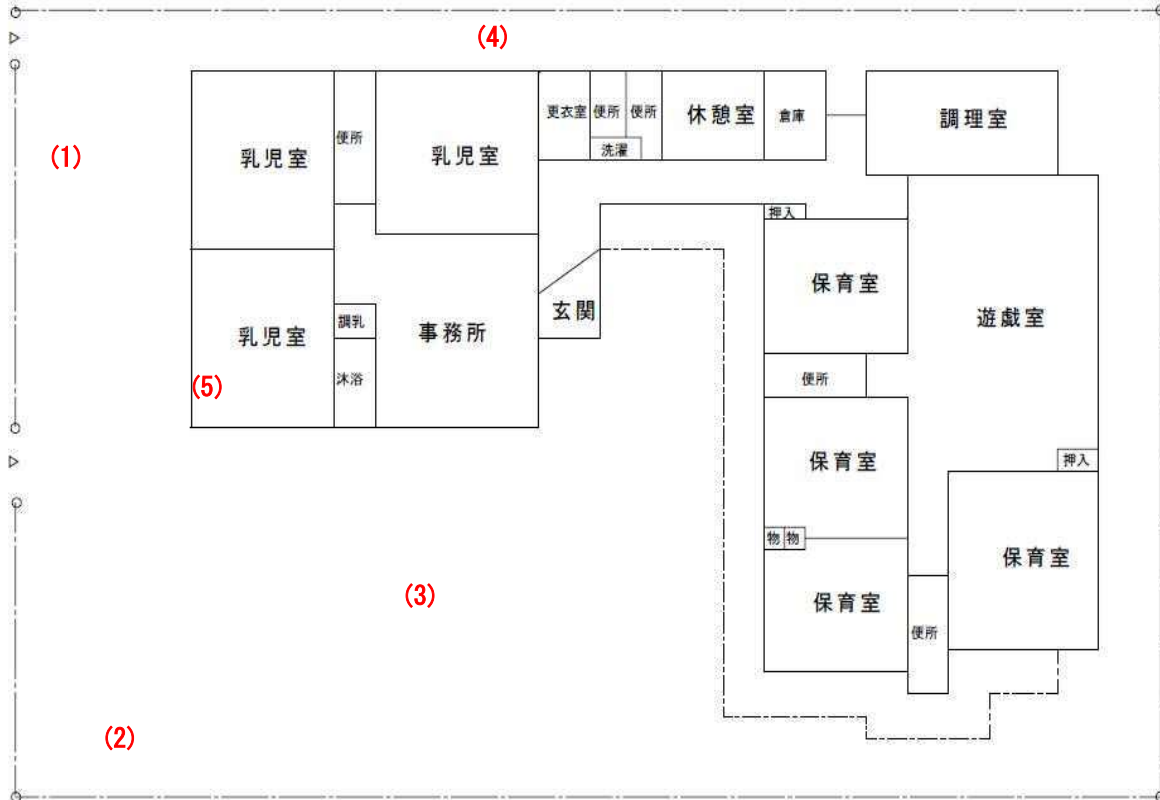 (4)
更衣室
便所
便所
休憩室
倉庫
調理室
便所
乳児室
乳児室
(1)
洗濯
押入
保育室
玄関
遊戯室
調乳
事務所
乳児室
(5)
沐浴
便所
保育室
押入
物
物
保育室
(3)
保育室
便所
(2)